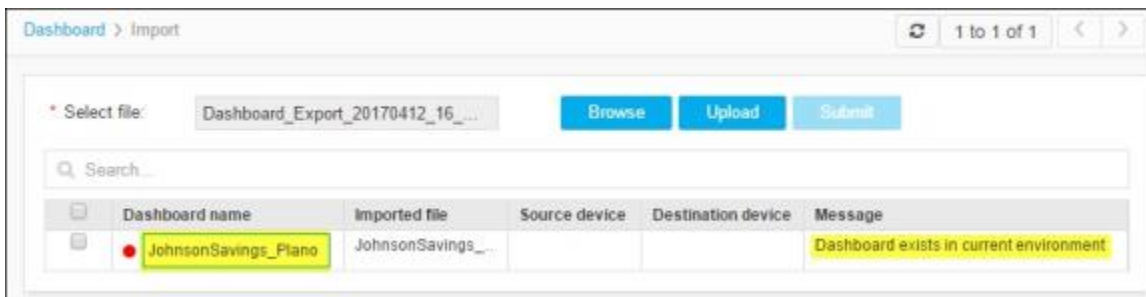 Dashboard > Import
1 to 1 of 1 < >
* Select file: Dashboard_Export_20170412_16_... Browse Upload Submit
Search...
Dashboard name Imported file Source device Destination device Message
JohnsonSavings_Plano JohnsonSavings_... Dashboard exists in current environment